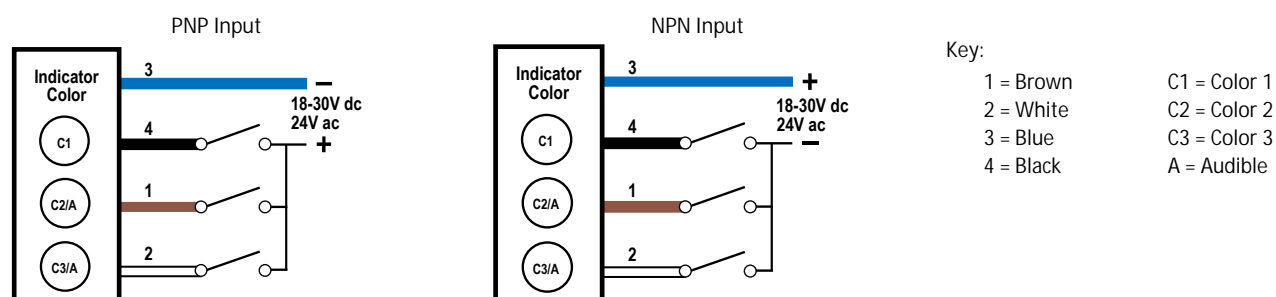 PNP Input
Indicator
Color
3
–
18-30V dc
24V ac
C1
4
+
C2/A
1
C3/A
2
NPN Input
Indicator
Color
3
+
18-30V dc
24V ac
C1
4
–
C2/A
1
C3/A
2
Key:
1 = Brown
2 = White
3 = Blue
4 = Black
C1 = Color 1
C2 = Color 2
C3 = Color 3
A = Audible